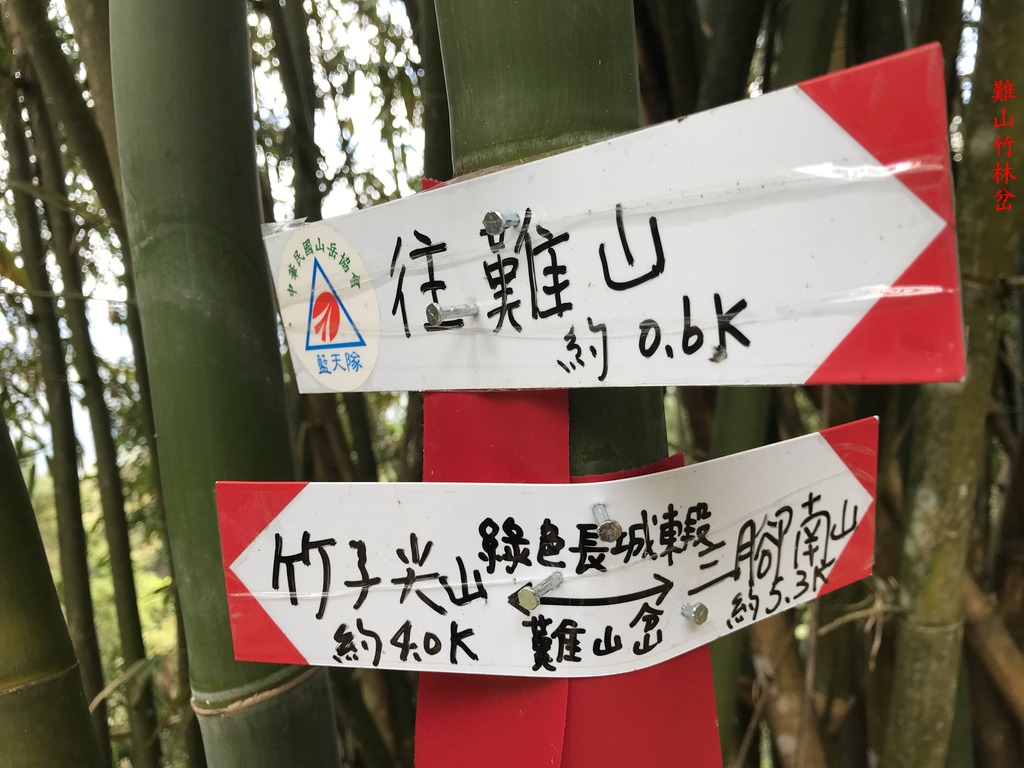 中華民國山岳協會
藍天隊
往難山
約 0.6K
竹子尖山
約 4.0K
綠色長城東段
難山岔
三腳南山
約 5.3K
難山竹林岔